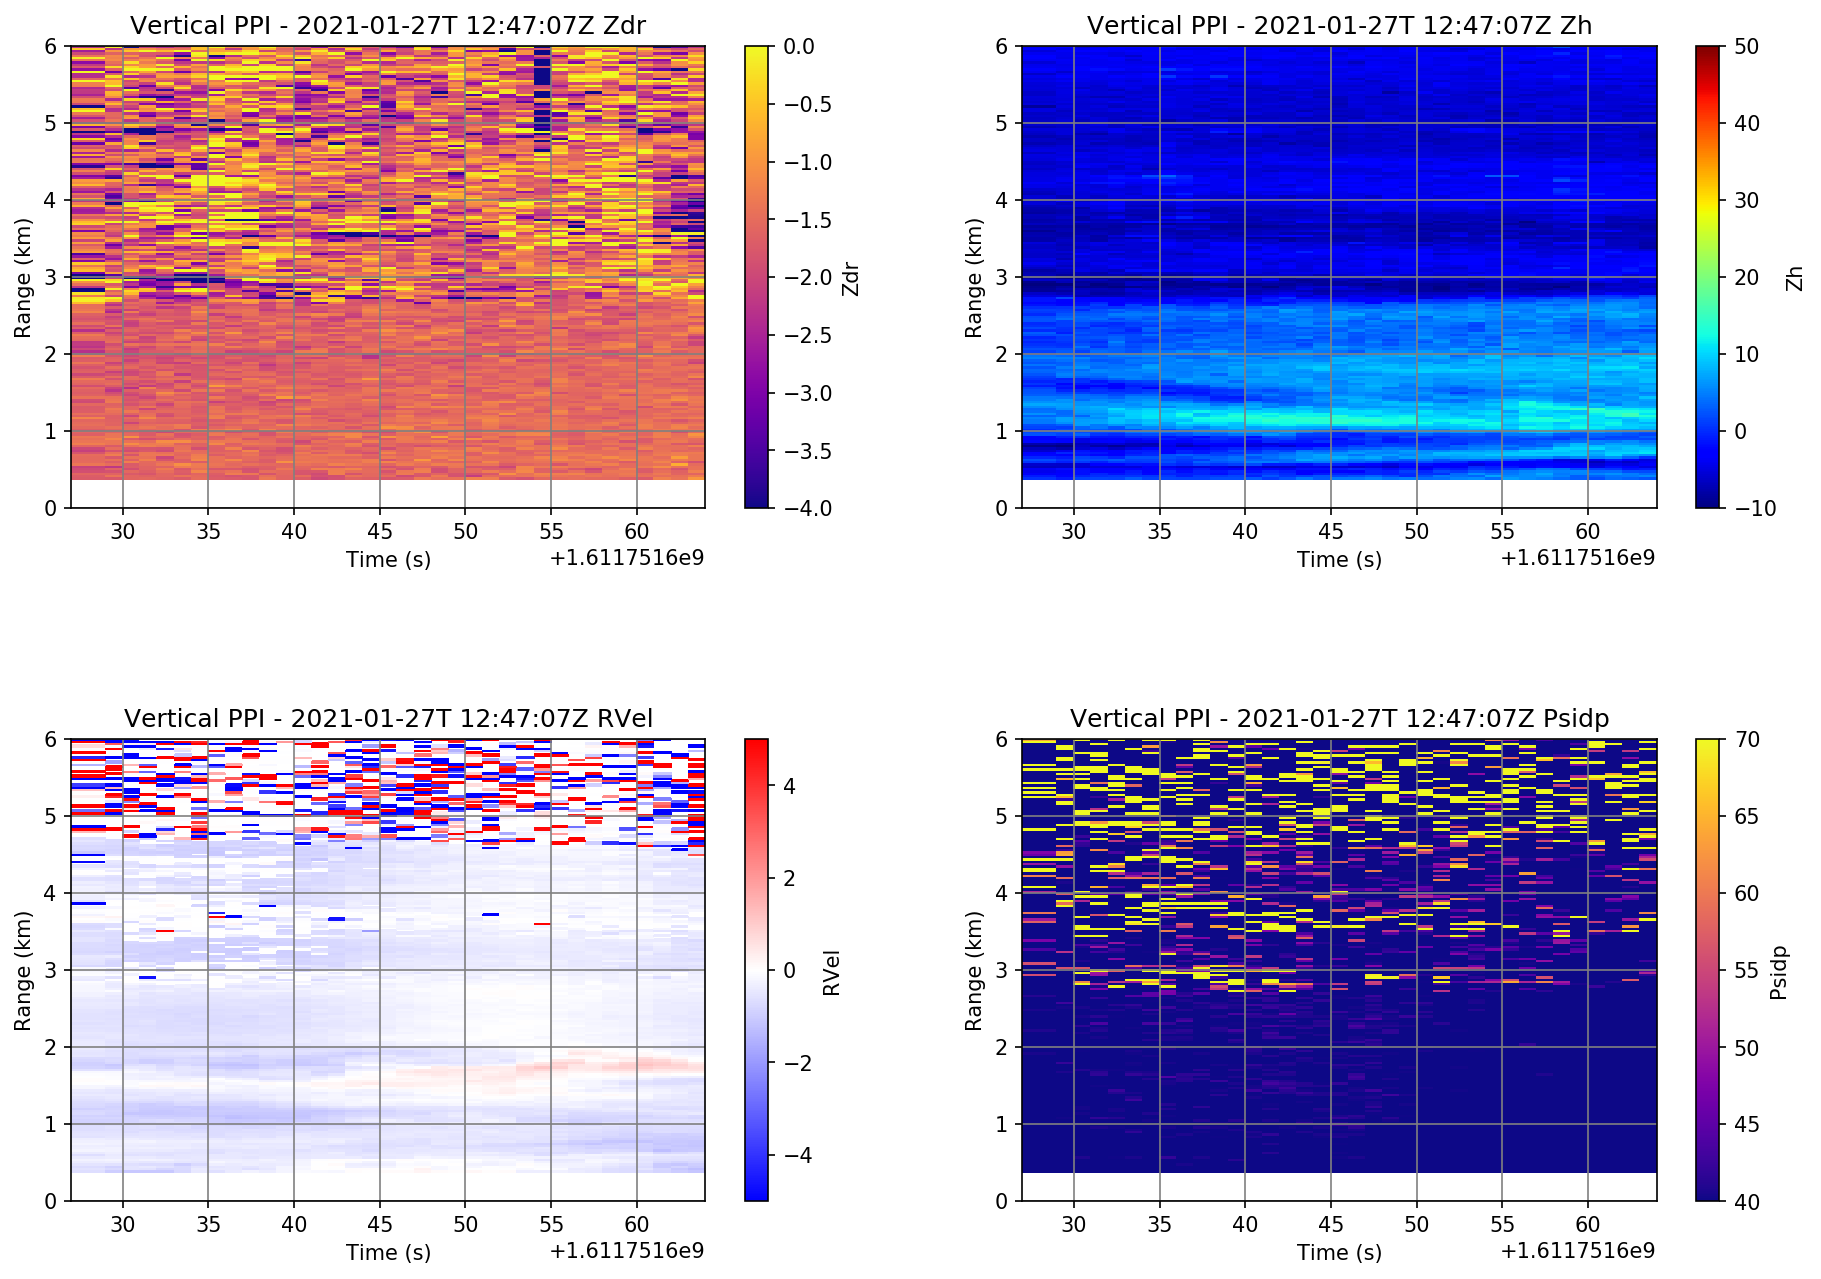 Vertical PPI - 2021-01-27T 12:47:07Z Zdr
6
5
4
3
2
1
0
Range (km)
30 35 40 45 50 55 60
Time (s)
+1.61117516e9
0.0
−0.5
−1.0
−1.5
−2.0
−2.5
−3.0
−3.5
−4.0
Zdr
Vertical PPI - 2021-01-27T 12:47:07Z Zh
6
5
4
3
2
1
0
Range (km)
30 35 40 45 50 55 60
Time (s)
+1.61117516e9
50
40
30
20
10
0
−10
Zh
Vertical PPI - 2021-01-27T 12:47:07Z RVel
6
5
4
3
2
1
0
Range (km)
30 35 40 45 50 55 60
Time (s)
+1.61117516e9
4
2
0
−2
−4
RVel
Vertical PPI - 2021-01-27T 12:47:07Z Psidp
6
5
4
3
2
1
0
Range (km)
30 35 40 45 50 55 60
Time (s)
+1.61117516e9
70
65
60
55
50
45
40
Psidp